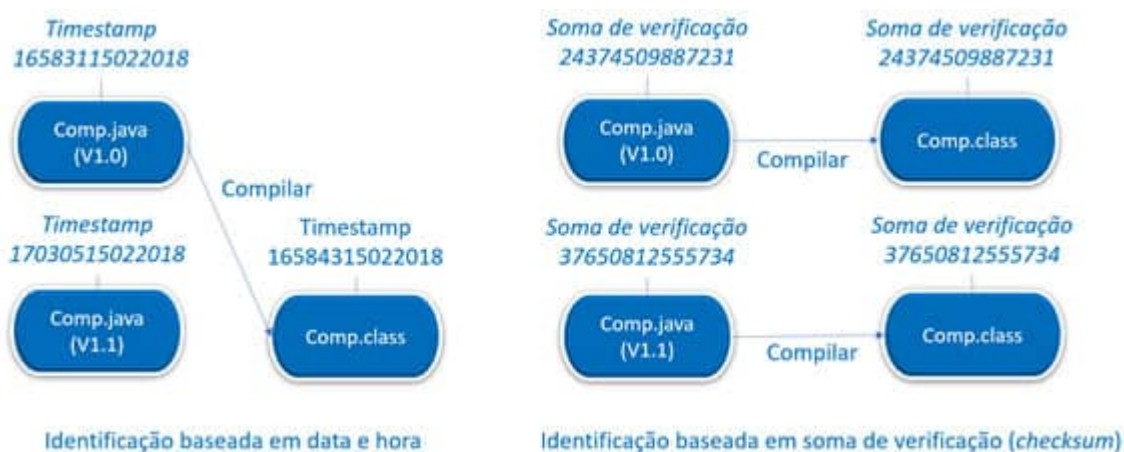 Timestamp
16583115022018
Comp.java
(V1.0)
Compilar
Timestamp
17030515022018
Comp.java
(V1.1)
Timestamp
16584315022018
Comp.class
Identificação baseada em data e hora
Soma de verificação
24374509887231
Comp.java
(V1.0)
Compilar
Soma de verificação
24374509887231
Comp.class
Soma de verificação
37650812555734
Comp.java
(V1.1)
Compilar
Soma de verificação
37650812555734
Comp.class
Identificação baseada em soma de verificação (checksum)